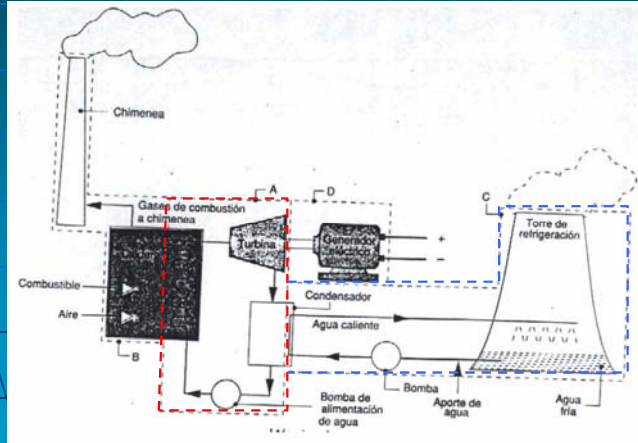 Chimenea
A
D
Gases de combustión
a chimenea
C
Torre de
refrigeración
Turbina
Generador
+
−
Combustible
Condensador
Aire
Agua caliente
B
Bomba
Bomba de
alimentación
de agua
Aporte de
agua
Agua
fría